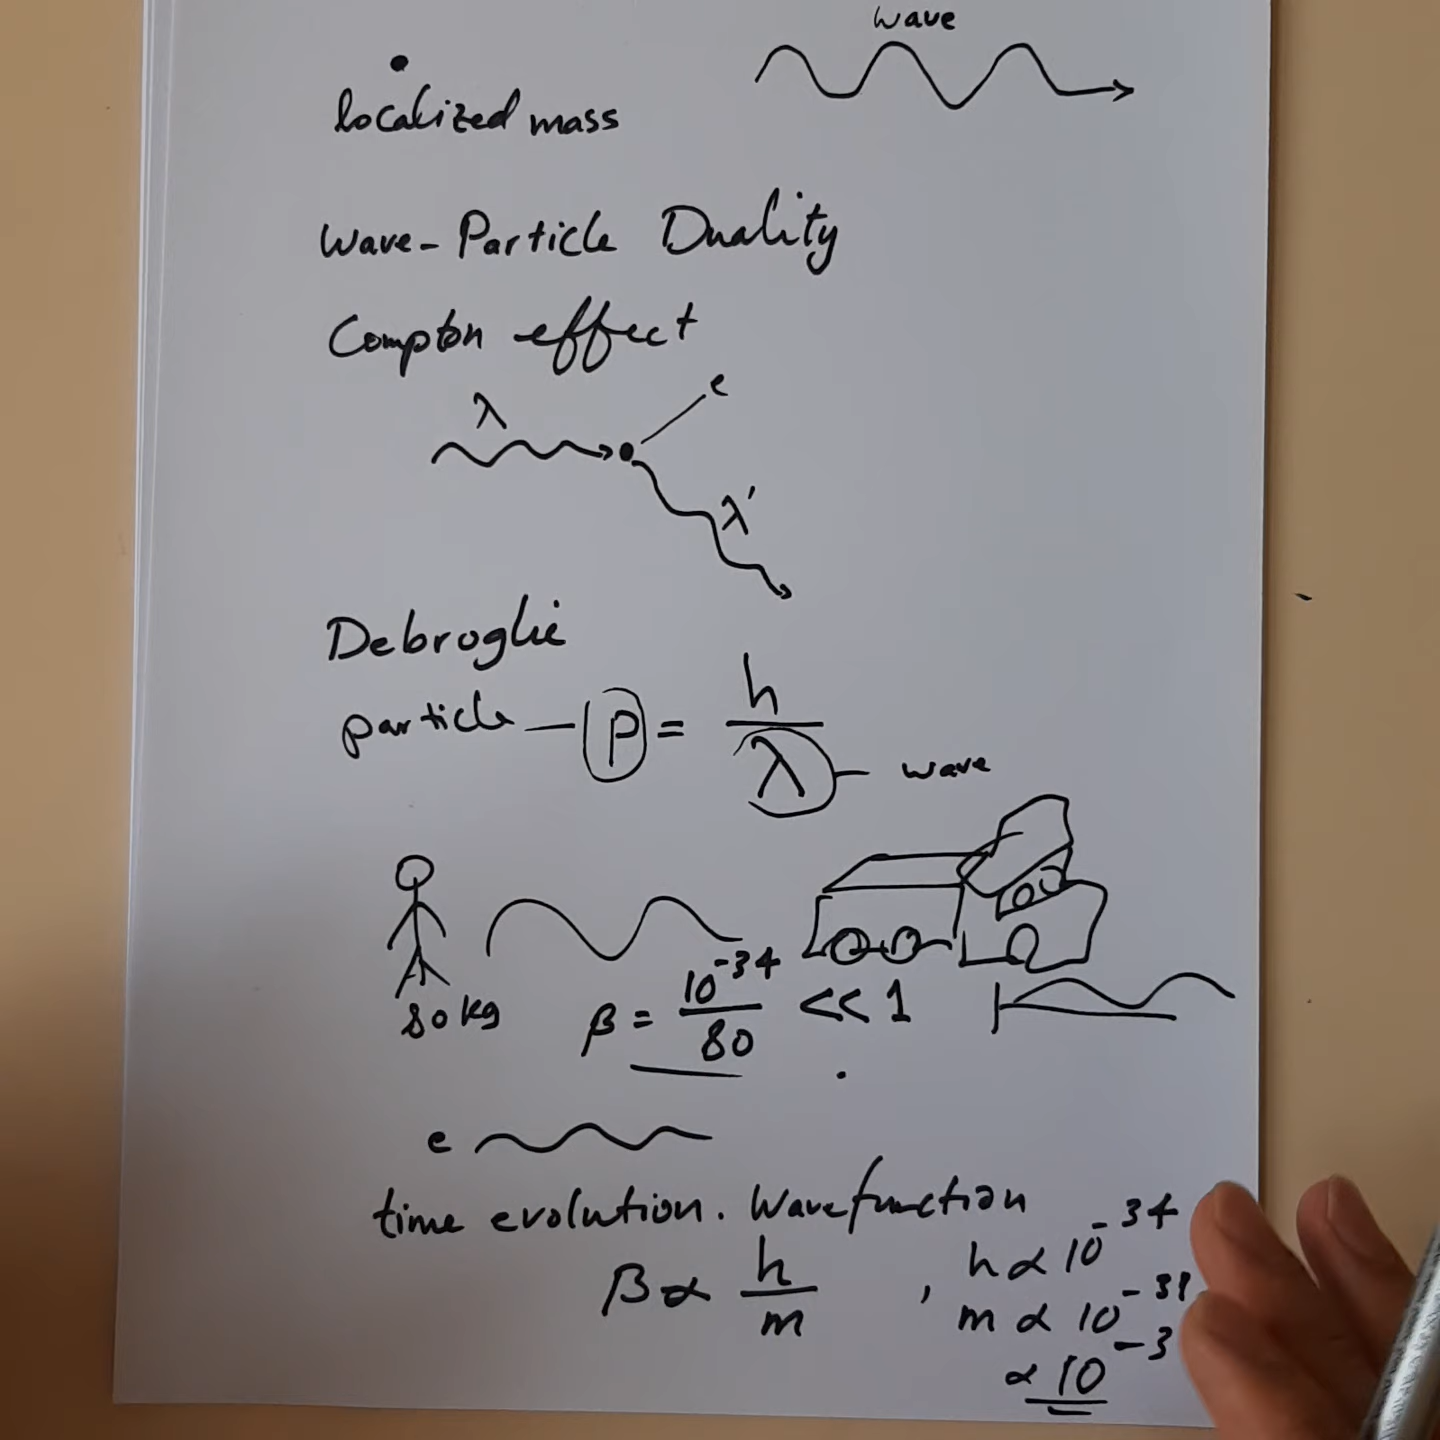 wave
localized mass
Wave-Particle Duality
Compton effect
λ
e
λ'
Debroglie
particle — p = h/λ — wave
80 kg
β = 10^-34/80 << 1
e
time evolution. Wavefunction
β ∝ h/m , h ∝ 10^-34
m ∝ 10^-31
∝ 10^-3